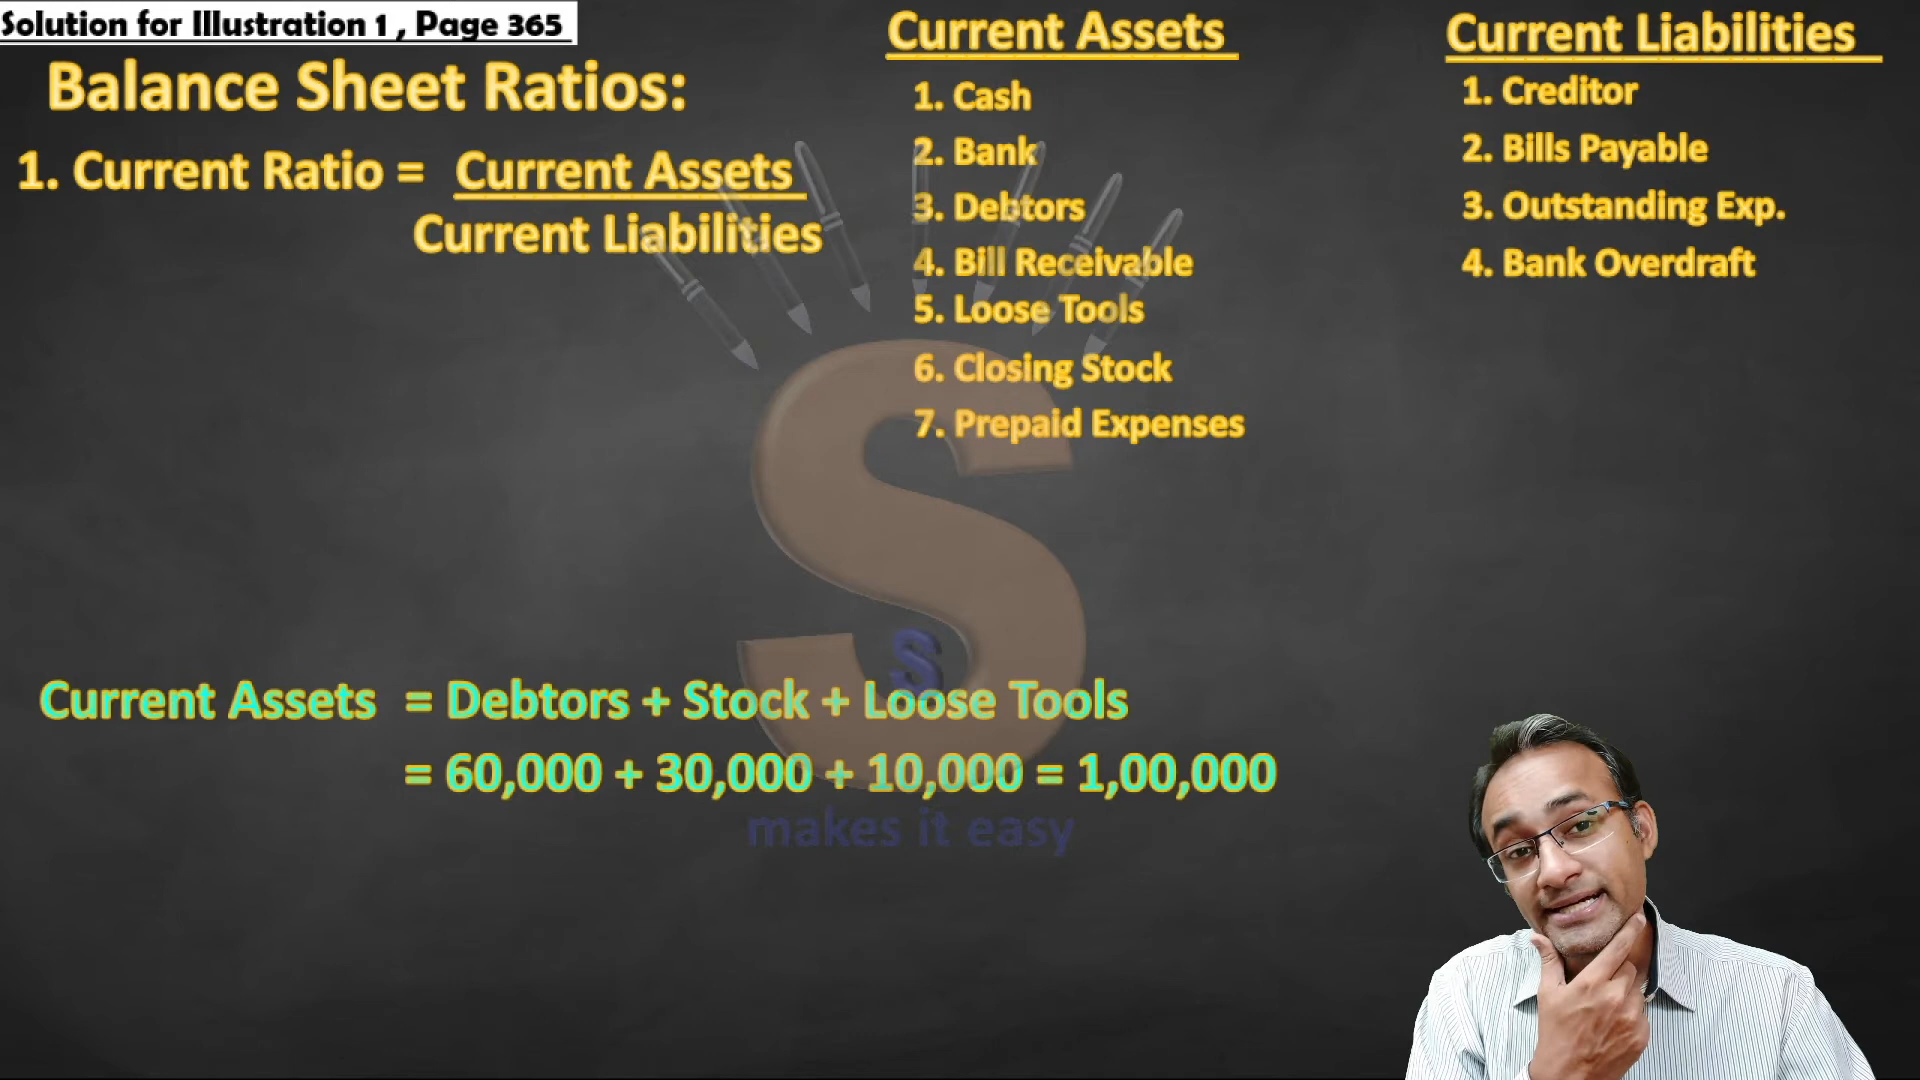 Solution for Illustration 1 , Page 365
Balance Sheet Ratios:
1. Current Ratio = Current Assets
Current Liabilities
Current Assets
1. Cash
2. Bank
3. Debtors
4. Bill Receivable
5. Loose Tools
6. Closing Stock
7. Prepaid Expenses
Current Liabilities
1. Creditor
2. Bills Payable
3. Outstanding Exp.
4. Bank Overdraft
S
S
Current Assets = Debtors + Stock + Loose Tools
= 60,000 + 30,000 + 10,000 = 1,00,000
makes it easy